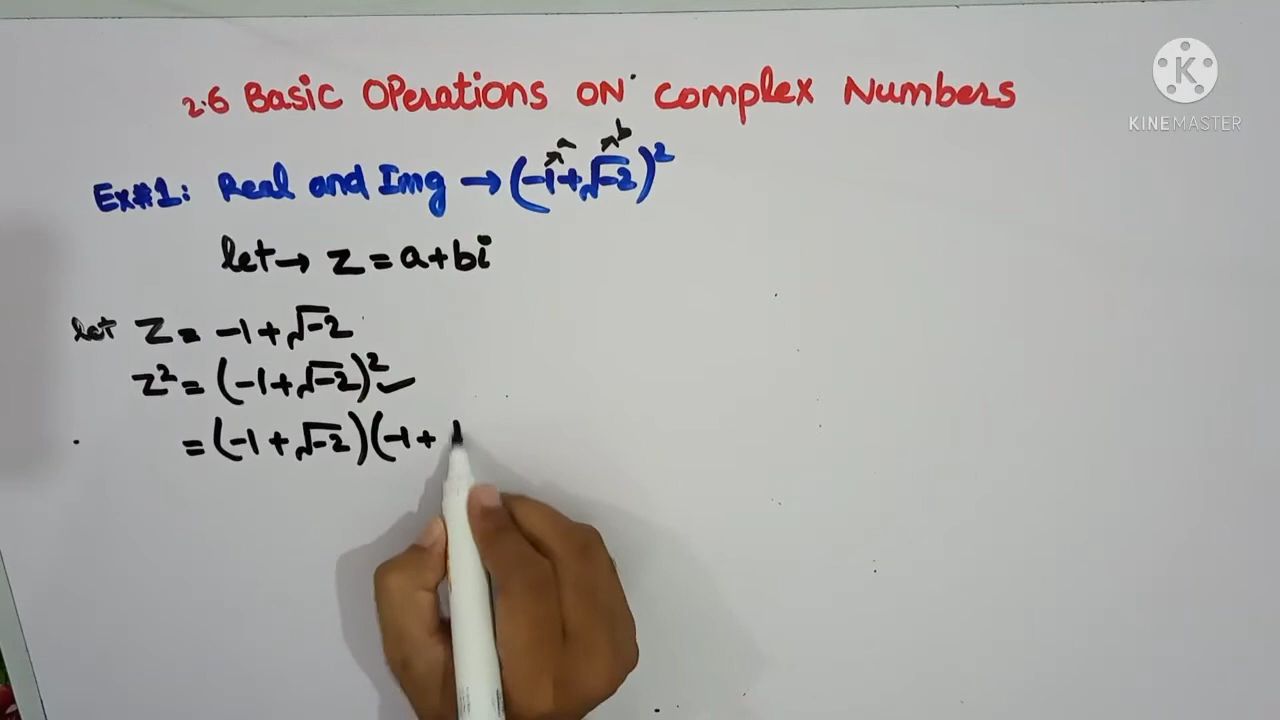 2.6 Basic Operations ON Complex Numbers
K
KINEMASTER
a b
Ex#1: Real and Img → (-1+√-2)²
let → z = a+bi
let z = -1+√-2
z² = (-1+√-2)² ✓
= (-1+√-2)(-1+